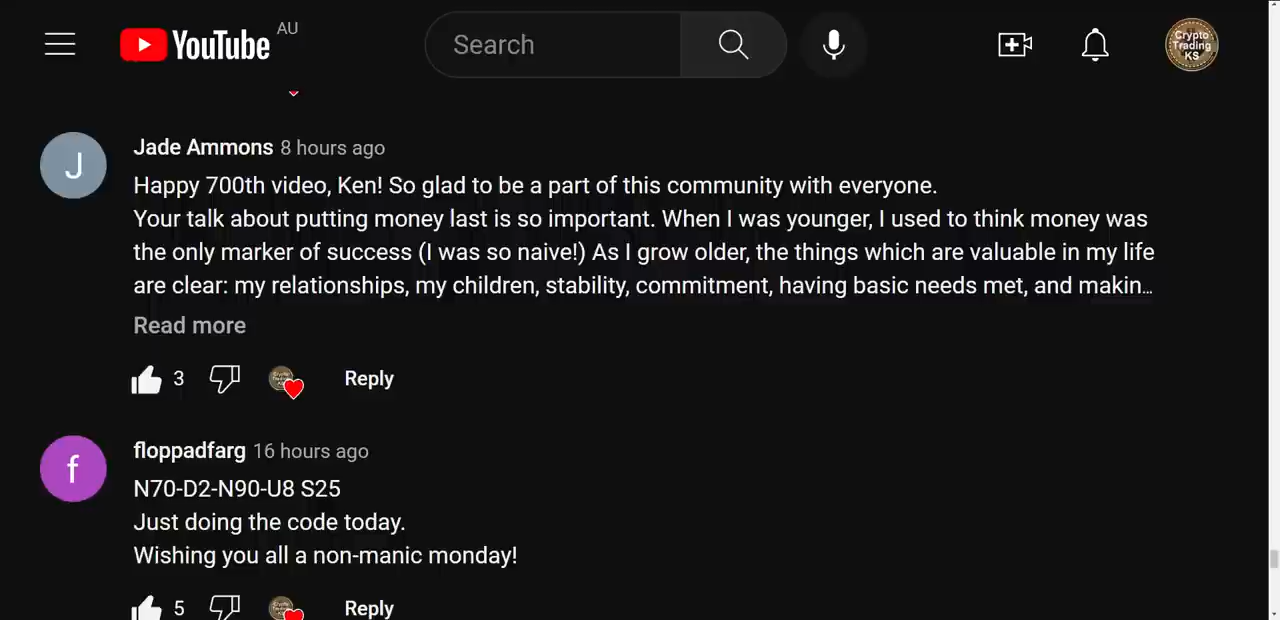 YouTube AU
Search
Crypto
Trading
KS
Jade Ammons 8 hours ago
J
Happy 700th video, Ken! So glad to be a part of this community with everyone.
Your talk about putting money last is so important. When I was younger, I used to think money was
the only marker of success (I was so naive!) As I grow older, the things which are valuable in my life
are clear: my relationships, my children, stability, commitment, having basic needs met, and makin…
Read more
3 Reply
floppadfarg 16 hours ago
f
N70-D2-N90-U8 S25
Just doing the code today.
Wishing you all a non-manic monday!
5 Reply